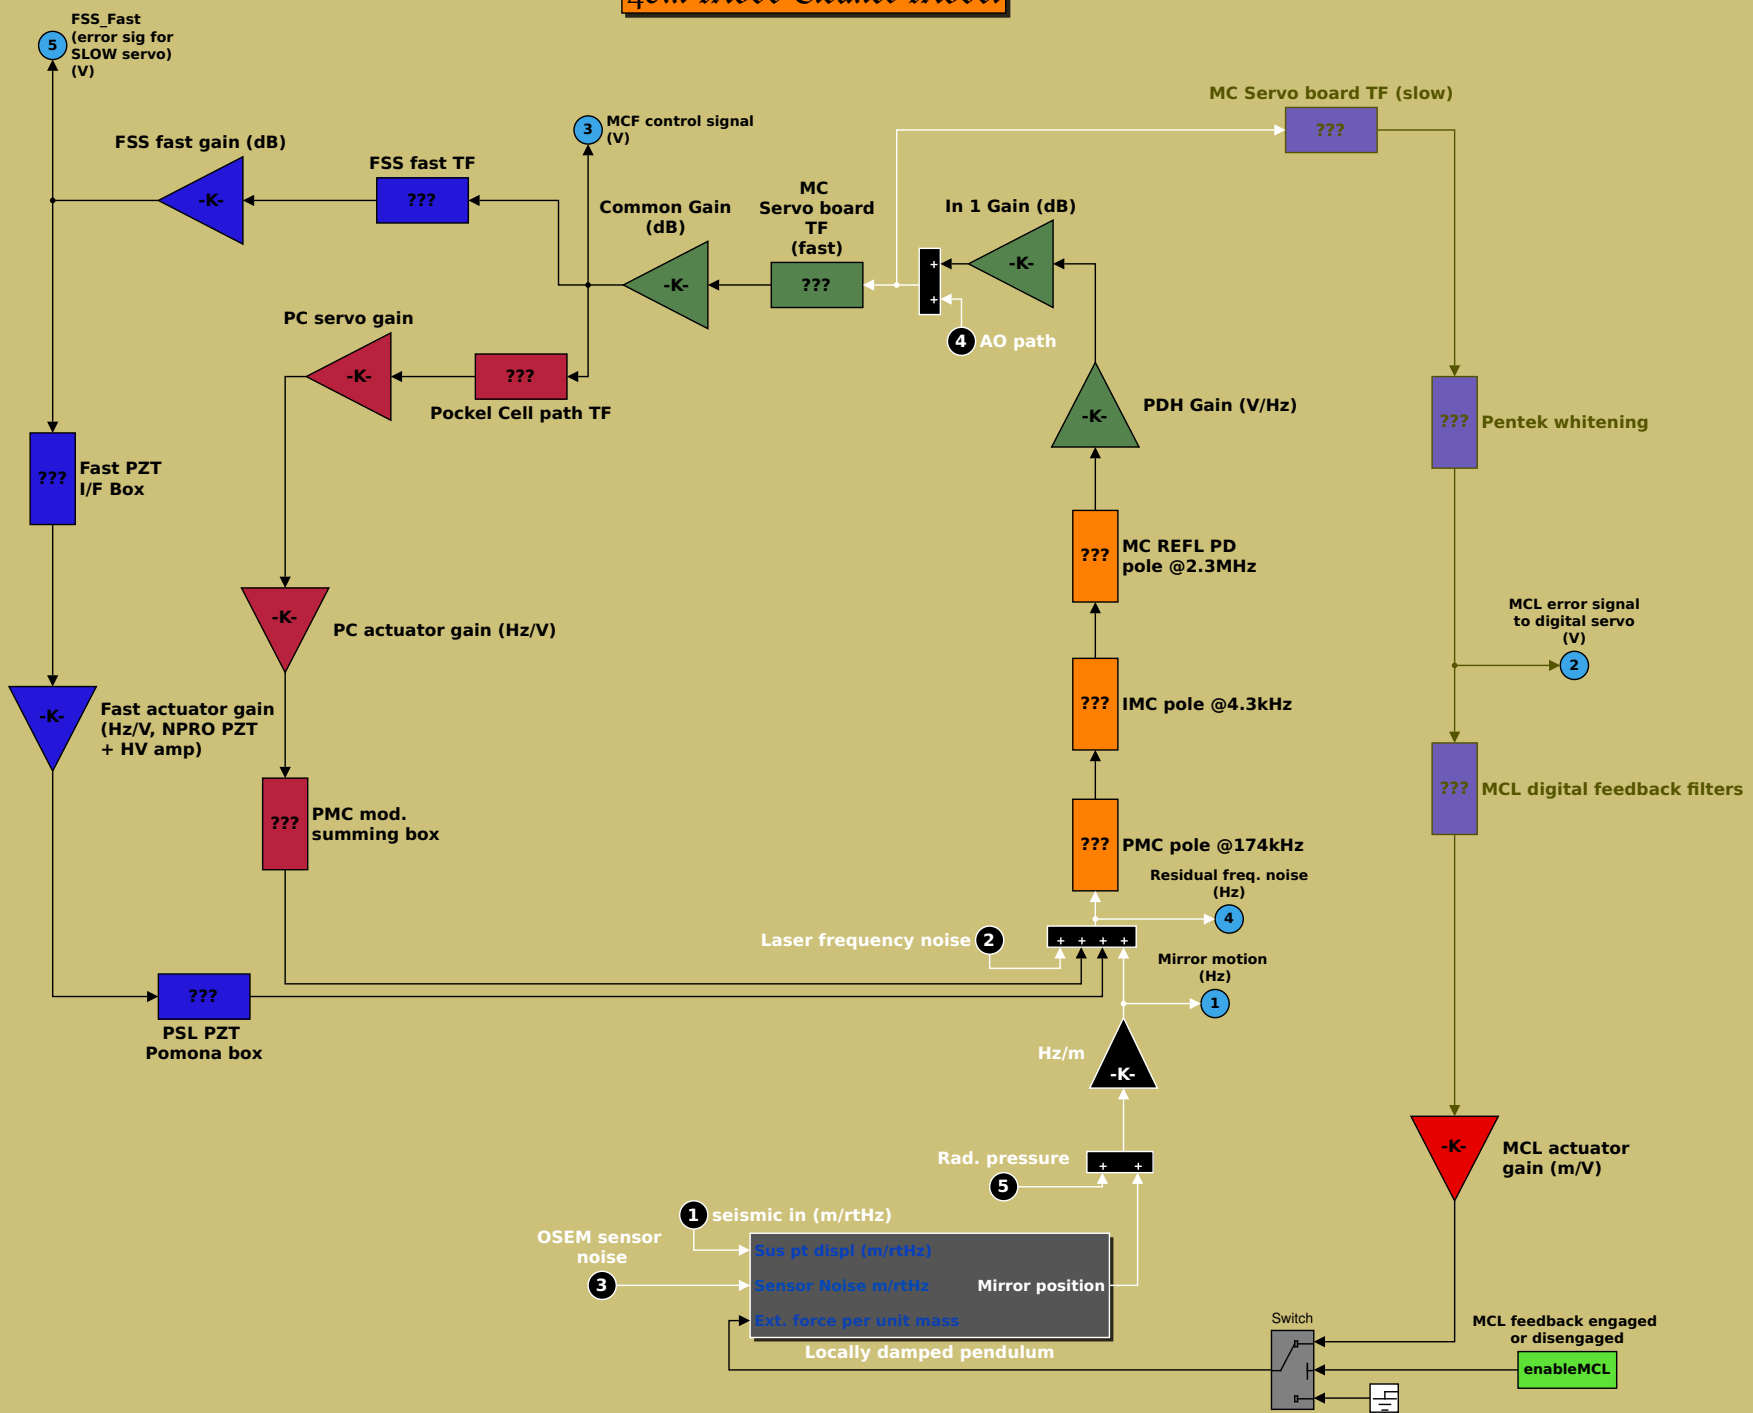 FSS_Fast
(error sig for
SLOW servo)
(V)
5
MC Servo board TF (slow)
???
3
MCF control signal
(V)
FSS fast gain (dB)
-K-
FSS fast TF
???
Common Gain
(dB)
-K-
MC
Servo board
TF
(fast)
???
In 1 Gain (dB)
-K-
+
+
4
AO path
PC servo gain
-K-
???
Pockel Cell path TF
-K-
PDH Gain (V/Hz)
???
Pentek whitening
???
Fast PZT
I/F Box
???
MC REFL PD
pole @2.3MHz
-K-
PC actuator gain (Hz/V)
MCL error signal
to digital servo
(V)
2
-K-
Fast actuator gain
(Hz/V, NPRO PZT
+ HV amp)
???
IMC pole @4.3kHz
???
MCL digital feedback filters
???
PMC mod.
summing box
???
PMC pole @174kHz
Residual freq. noise
(Hz)
4
Laser frequency noise
2
+ + + +
Mirror motion
(Hz)
1
???
PSL PZT
Pomona box
Hz/m
-K-
-K-
MCL actuator
gain (m/V)
Rad. pressure
5
+ +
1
seismic in (m/rtHz)
OSEM sensor
noise
3
Sus pt displ (m/rtHz)
Sensor Noise m/rtHz
Mirror position
Ext. force per unit mass
Locally damped pendulum
Switch
MCL feedback engaged
or disengaged
enableMCL